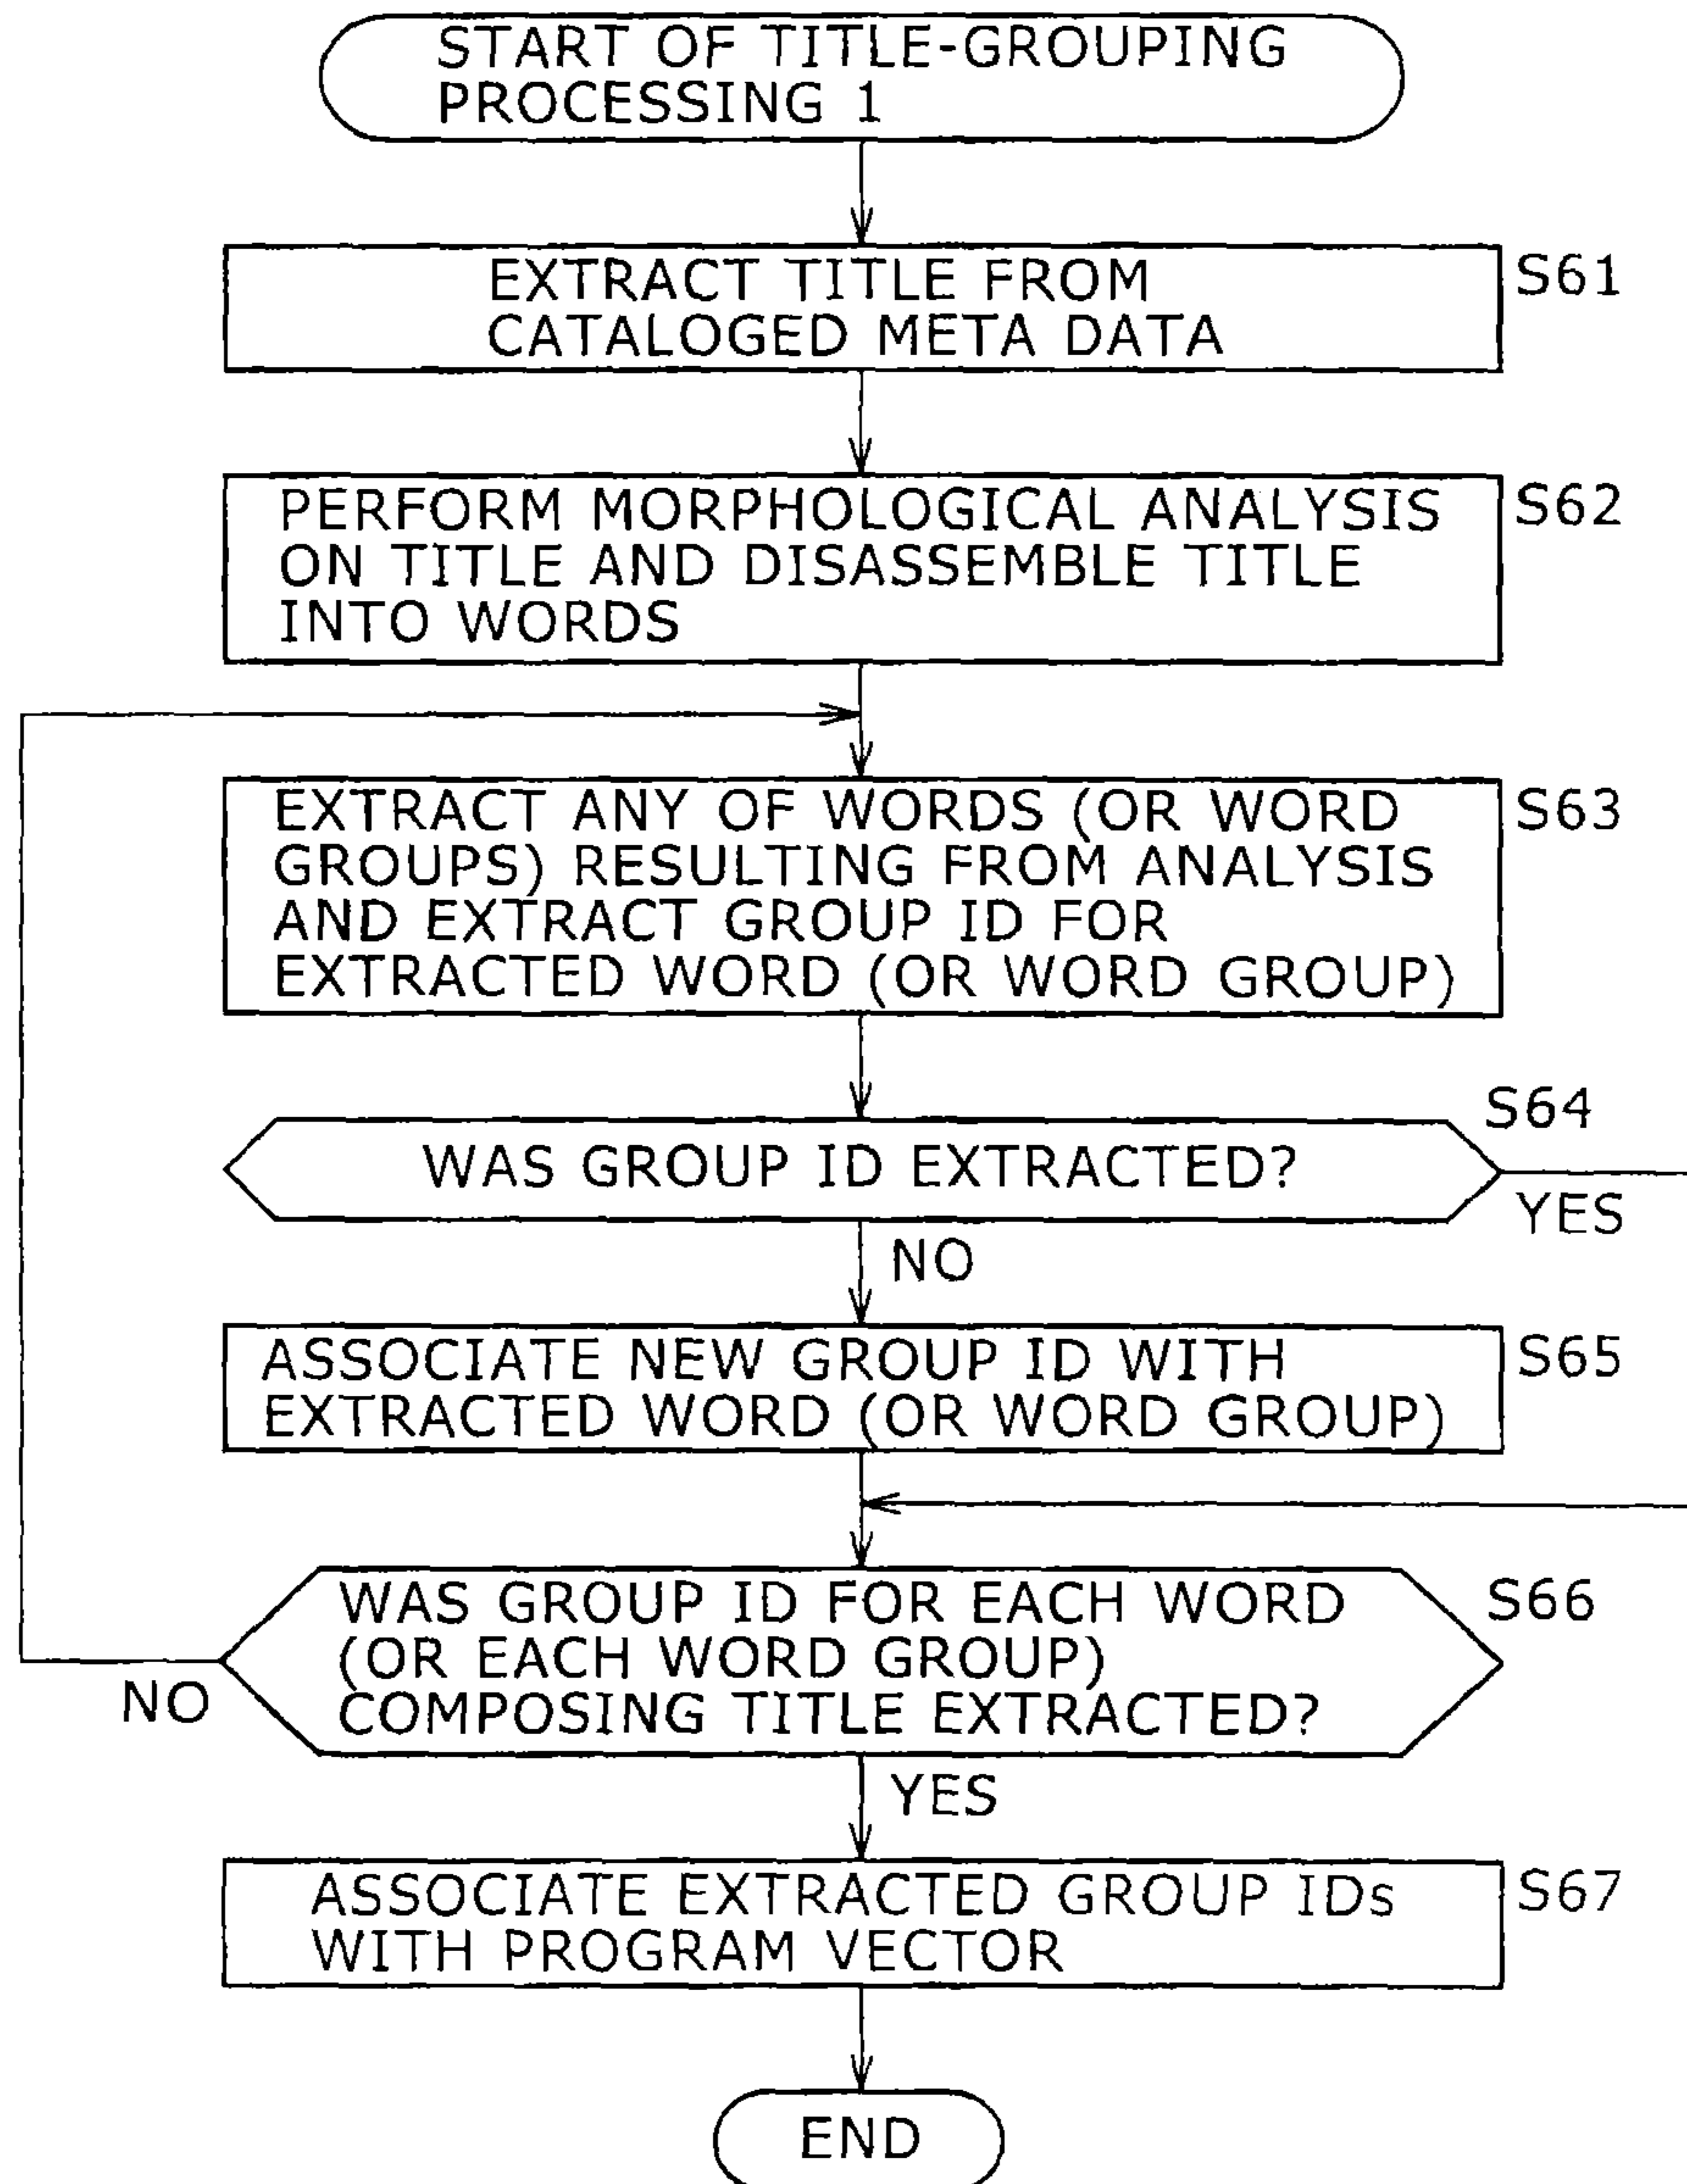 START OF TITLE-GROUPING
PROCESSING 1
EXTRACT TITLE FROM
CATALOGED META DATA
S61
PERFORM MORPHOLOGICAL ANALYSIS
ON TITLE AND DISASSEMBLE TITLE
INTO WORDS
S62
EXTRACT ANY OF WORDS (OR WORD
GROUPS) RESULTING FROM ANALYSIS
AND EXTRACT GROUP ID FOR
EXTRACTED WORD (OR WORD GROUP)
S63
WAS GROUP ID EXTRACTED?
S64
YES
NO
ASSOCIATE NEW GROUP ID WITH
EXTRACTED WORD (OR WORD GROUP)
S65
WAS GROUP ID FOR EACH WORD
(OR EACH WORD GROUP)
COMPOSING TITLE EXTRACTED?
S66
NO
YES
ASSOCIATE EXTRACTED GROUP IDs
WITH PROGRAM VECTOR
S67
END